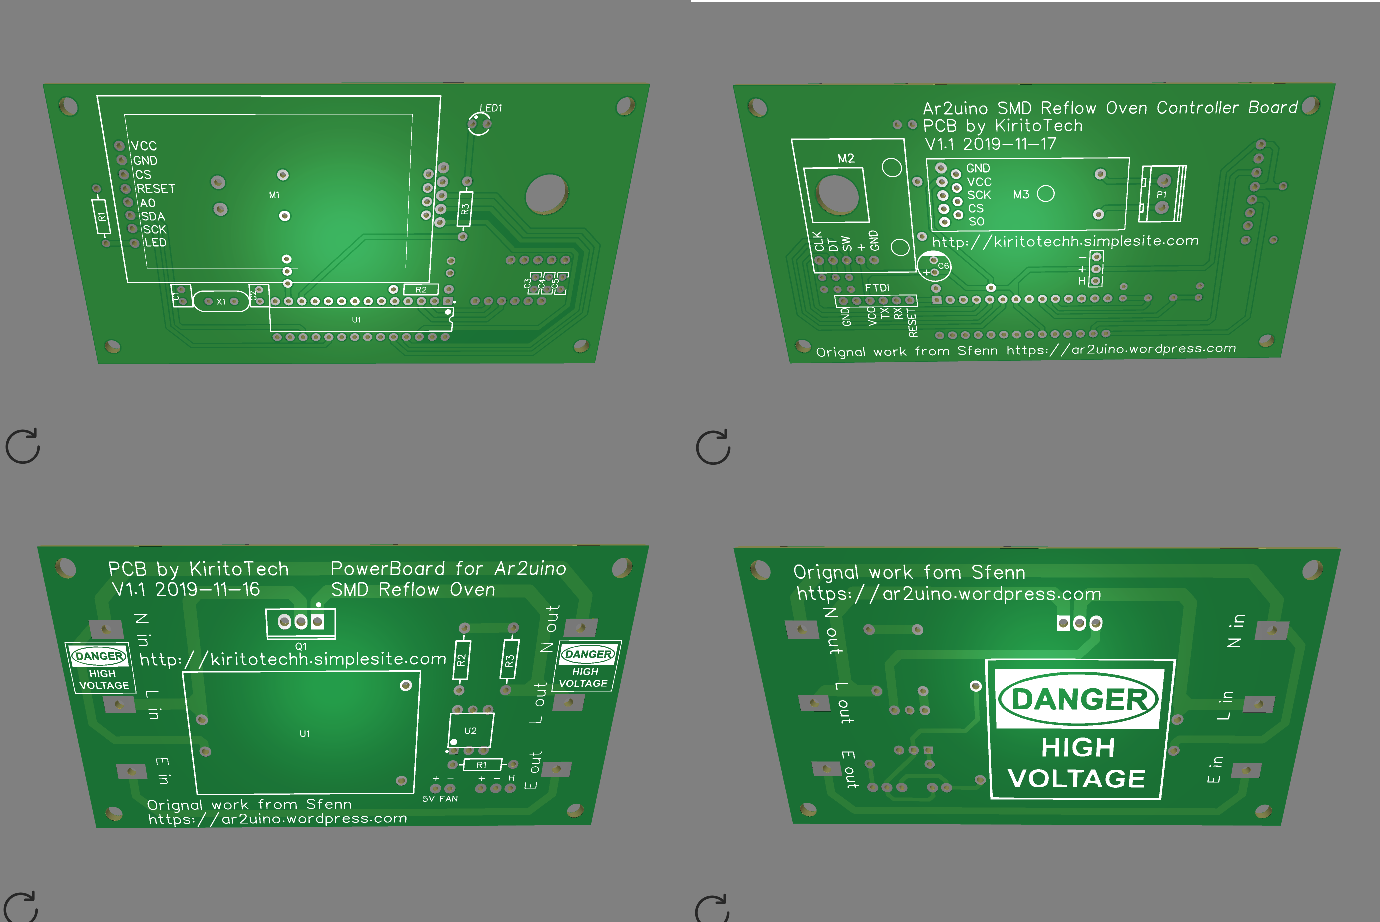 LED1
VCC
GND
CS
RESET
A0
SDA
SCK
LED
M1
R1
R3
R2
X1
U1
C3
C4
C5
Ar2uino SMD Reflow Oven Controller Board
PCB by KiritoTech
V1.1 2019-11-17
M2
GND
VCC
SCK
CS
SO
M3
P1
http://kiritotechh.simplesite.com
CLK
DT
SW
+
GND
C6
+
-
+
H
FTDI
GND
VCC
TX
RX
RESET
Orignal work from Sfenn https://ar2uino.wordpress.com
PCB by KiritoTech
V1.1 2019-11-16
PowerBoard for Ar2uino
SMD Reflow Oven
N in
N out
Q1
DANGER
HIGH
VOLTAGE
http://kiritotechh.simplesite.com
DANGER
HIGH
VOLTAGE
R2
R3
L in
L out
U1
U2
E in
E out
R1
+ - + - H
5V FAN
Orignal work from Sfenn
https://ar2uino.wordpress.com
Orignal work fom Sfenn
https://ar2uino.wordpress.com
N out
N in
L out
L in
E out
E in
DANGER
HIGH
VOLTAGE